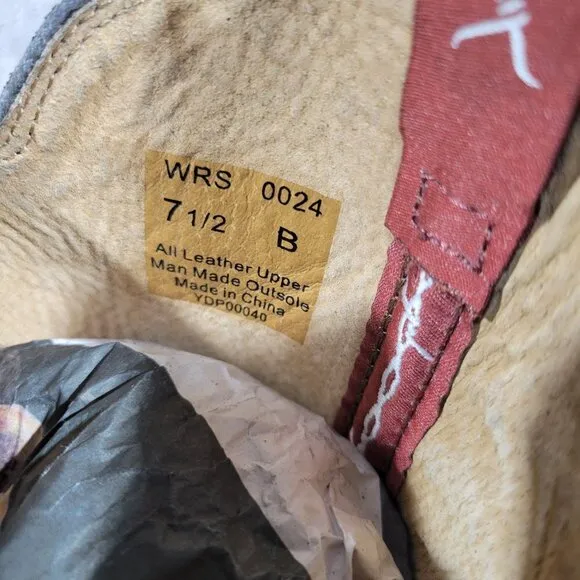 WRS 0024
7 1/2 B
All Leather Upper
Man Made Outsole
Made in China
YDP00040